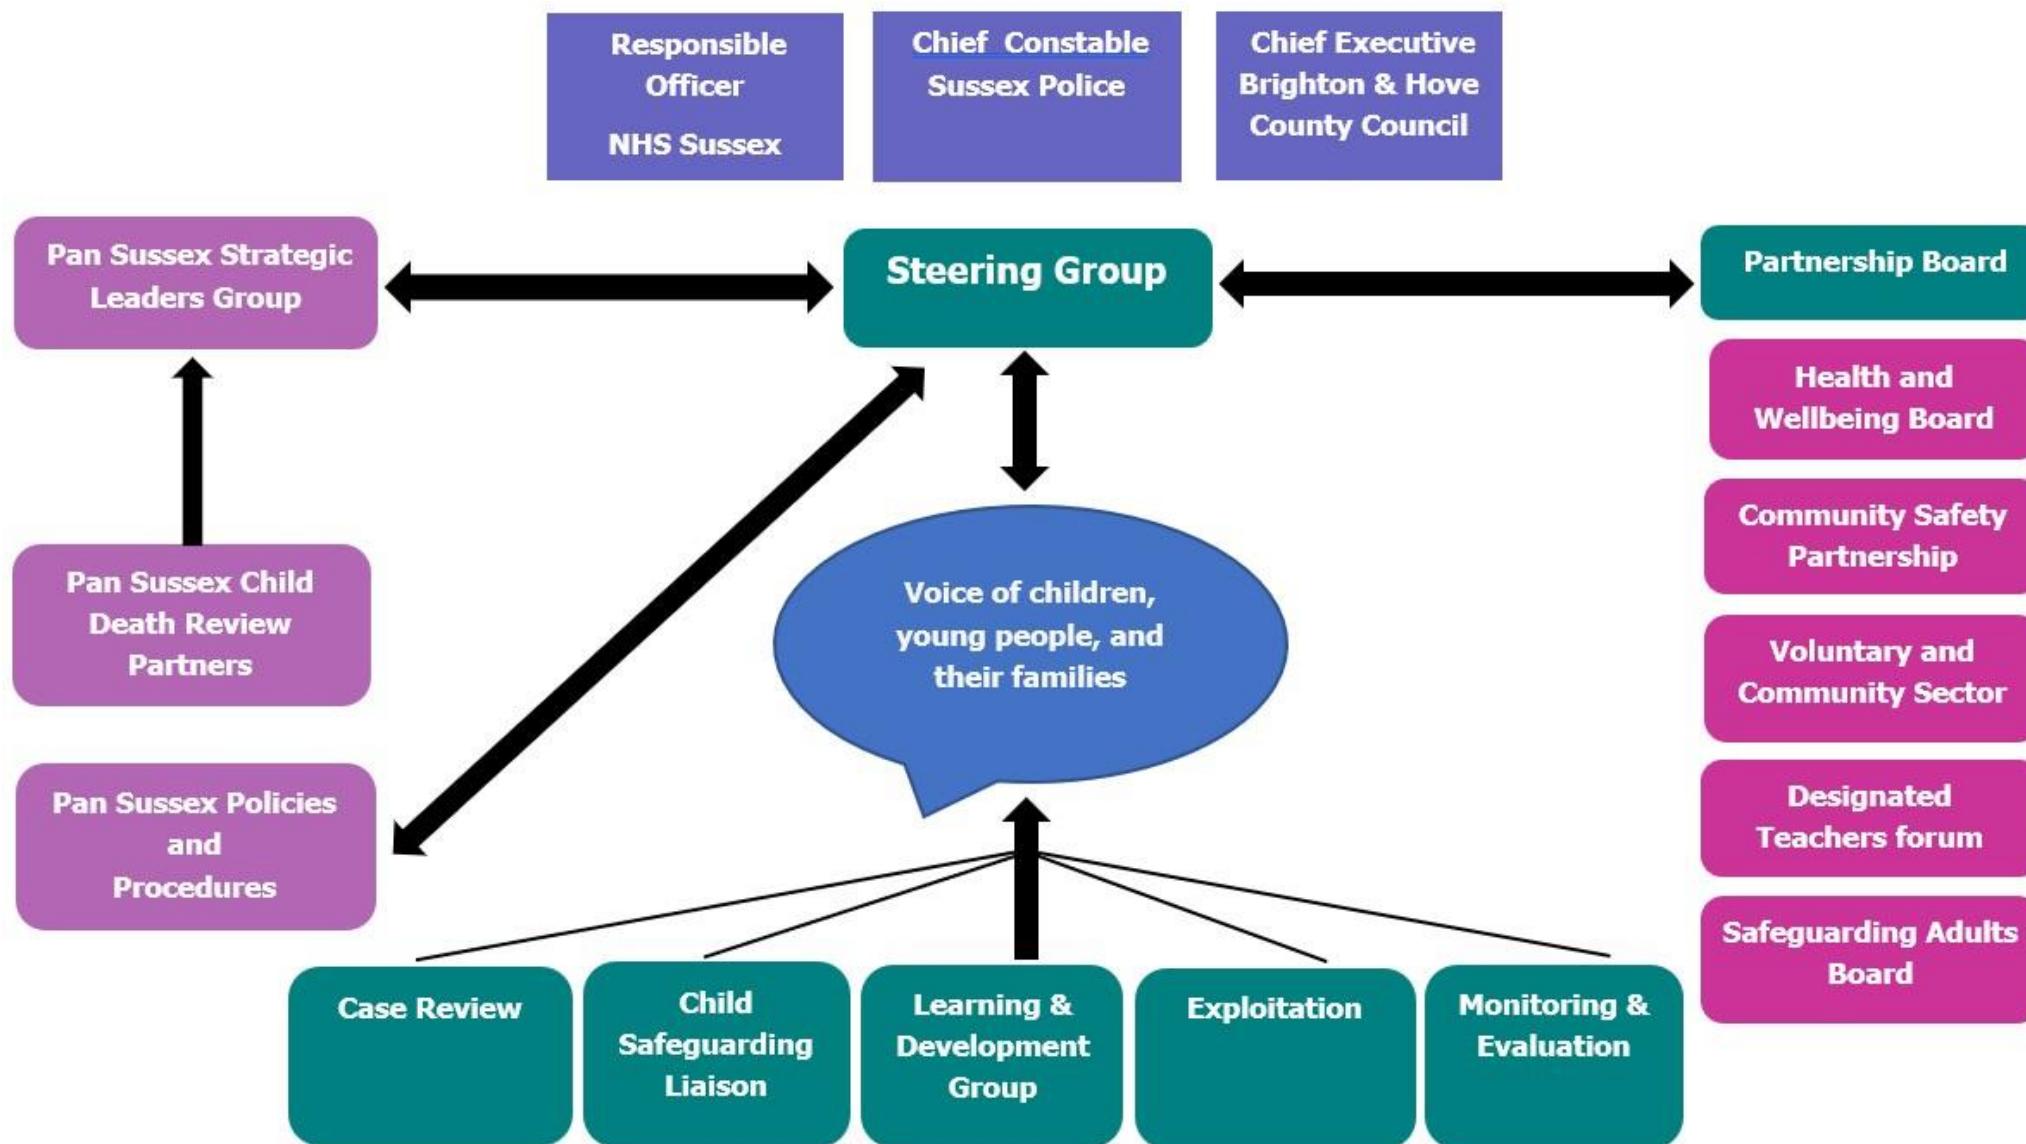 Responsible
Officer
NHS Sussex
Chief Constable
Sussex Police
Chief Executive
Brighton & Hove
County Council
Pan Sussex Strategic
Leaders Group
Steering Group
Partnership Board
Health and
Wellbeing Board
Community Safety
Partnership
Voluntary and
Community Sector
Designated
Teachers forum
Safeguarding Adults
Board
Pan Sussex Child
Death Review
Partners
Voice of children,
young people, and
their families
Pan Sussex Policies
and
Procedures
Case Review
Child
Safeguarding
Liaison
Learning &
Development
Group
Exploitation
Monitoring &
Evaluation